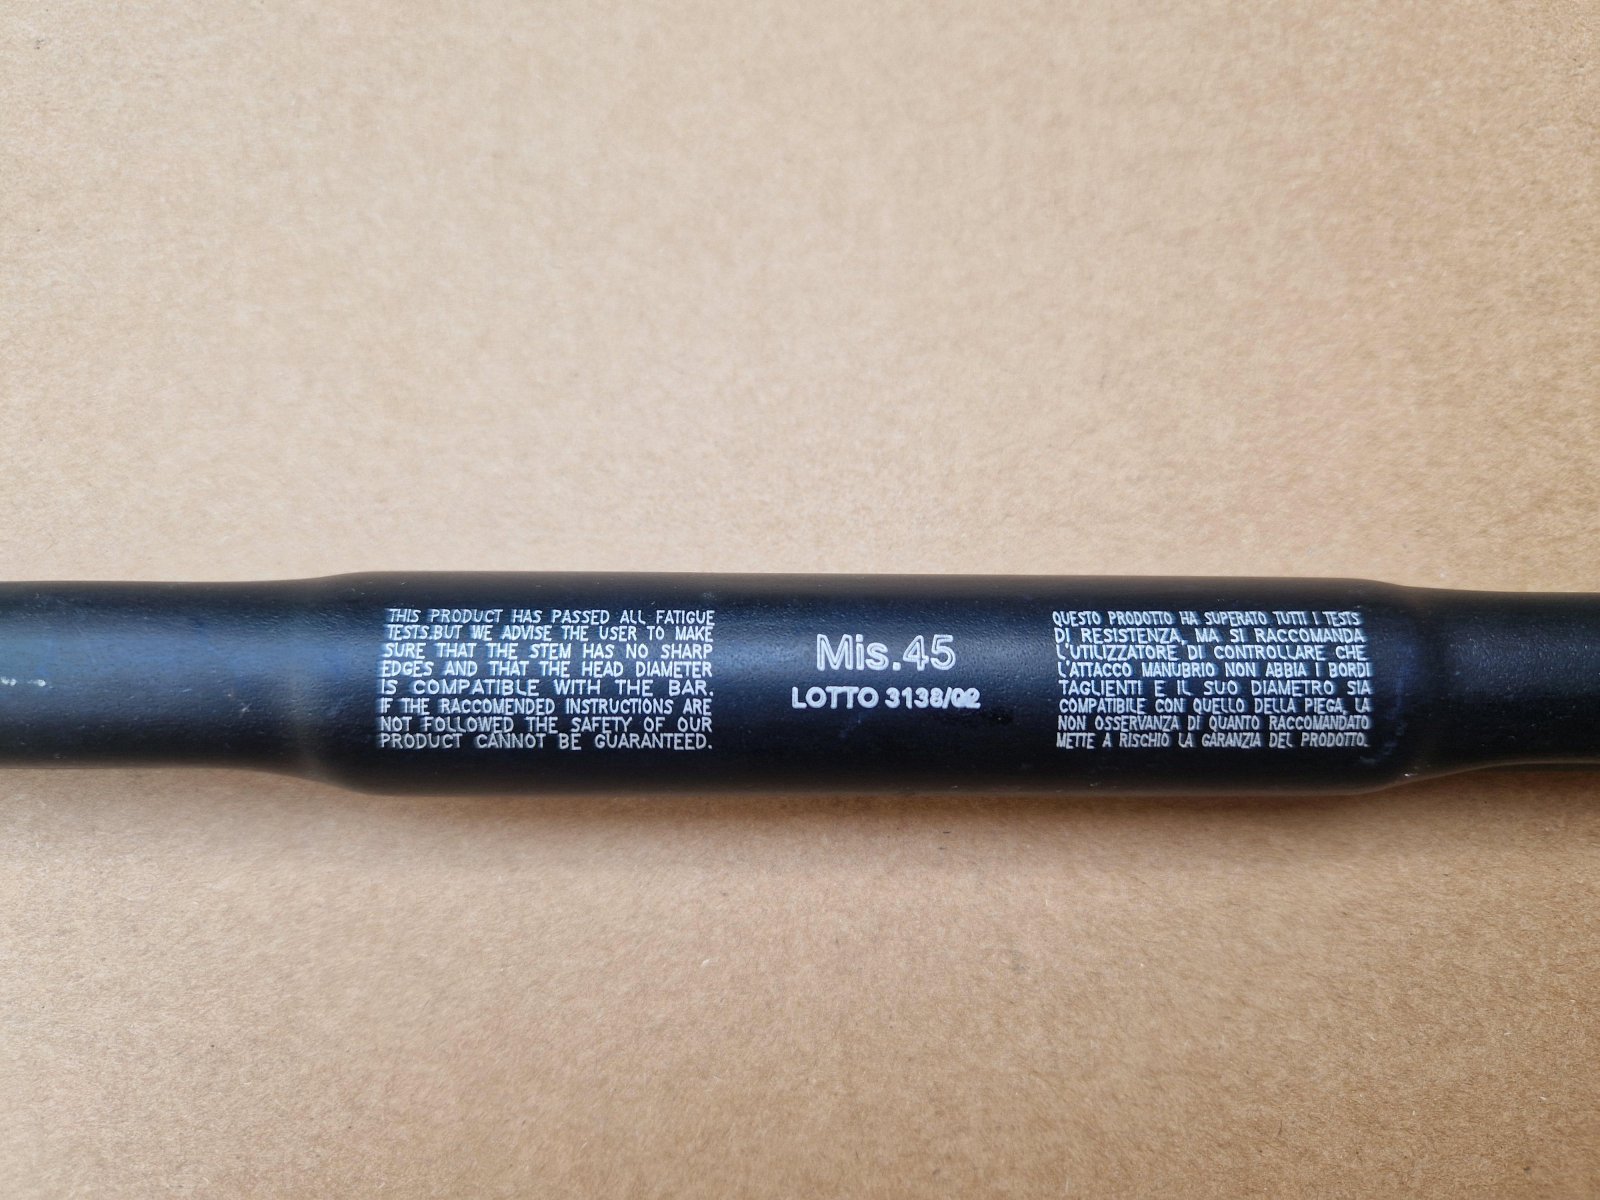 THIS PRODUCT HAS PASSED ALL FATIGUE
TESTS.BUT WE ADVISE THE USER TO MAKE
SURE THAT THE STEM HAS NO SHARP
EDGES AND THAT THE HEAD DIAMETER
IS COMPATIBLE WITH THE BAR.
IF THE RACCOMENDED INSTRUCTIONS ARE
NOT FOLLOWED THE SAFETY OF OUR
PRODUCT CANNOT BE GUARANTEED.
Mis.45
LOTTO 3138/02
QUESTO PRODOTTO HA SUPERATO TUTTI I TESTS
DI RESISTENZA, MA SI RACCOMANDA
L'UTILIZZATORE DI CONTROLLARE CHE
L'ATTACCO MANUBRIO NON ABBIA I BORDI
TAGLIENTI E IL SUO DIAMETRO SIA
COMPATIBILE CON QUELLO DELLA PIEGA, LA
NON OSSERVANZA DI QUANTO RACCOMANDATO
METTE A RISCHIO LA GARANZIA DEL PRODOTTO.